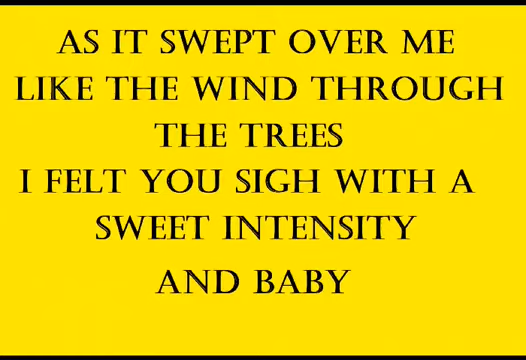 AS IT SWEPT OVER ME
LIKE THE WIND THROUGH
THE TREES
I FELT YOU SIGH WITH A
SWEET INTENSITY
AND BABY